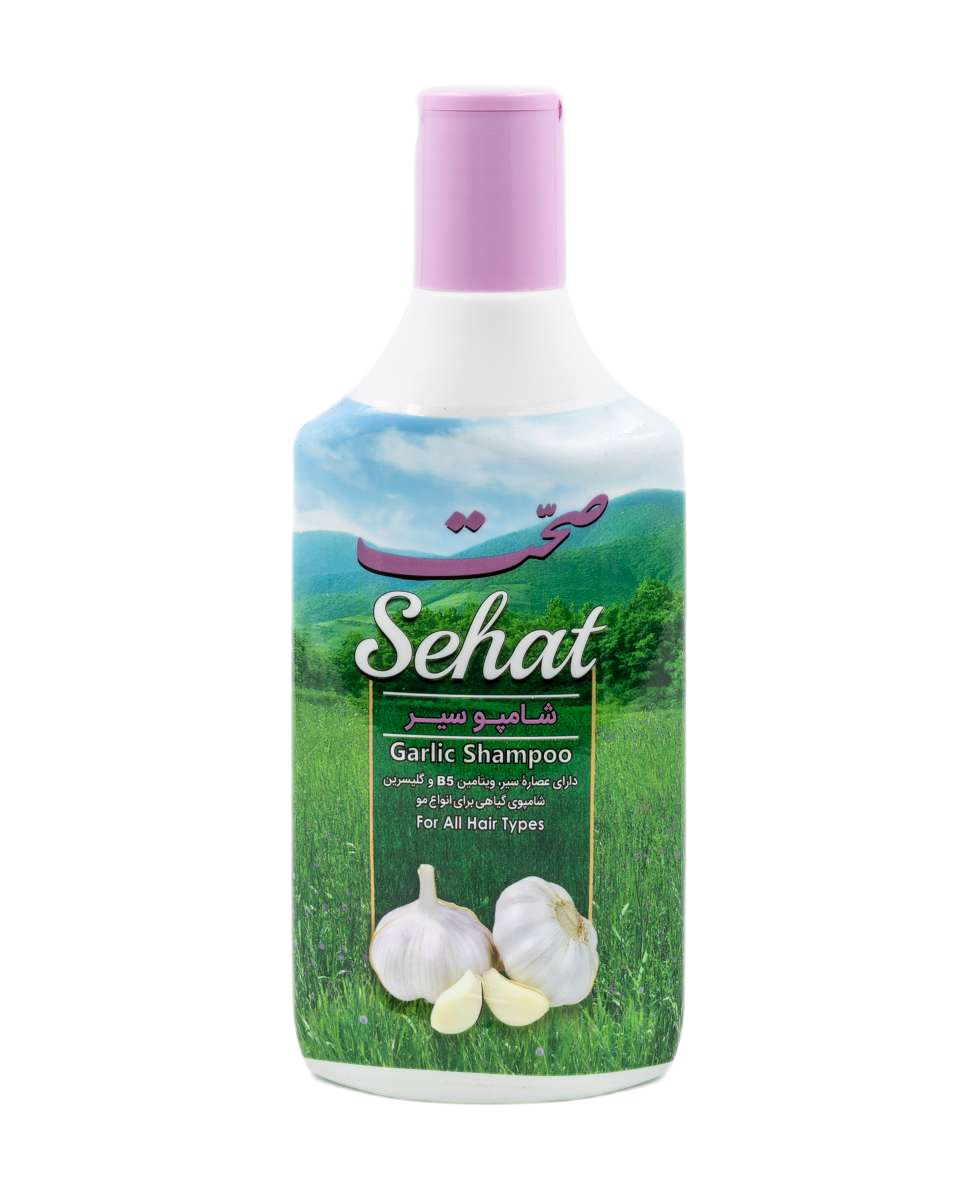 صحّت
Sehat
شامپو سیر
Garlic Shampoo
دارای عصارهٔ سیر، ویتامین B5 و گلیسرین
شامپوی گیاهی برای انواع مو
For All Hair Types